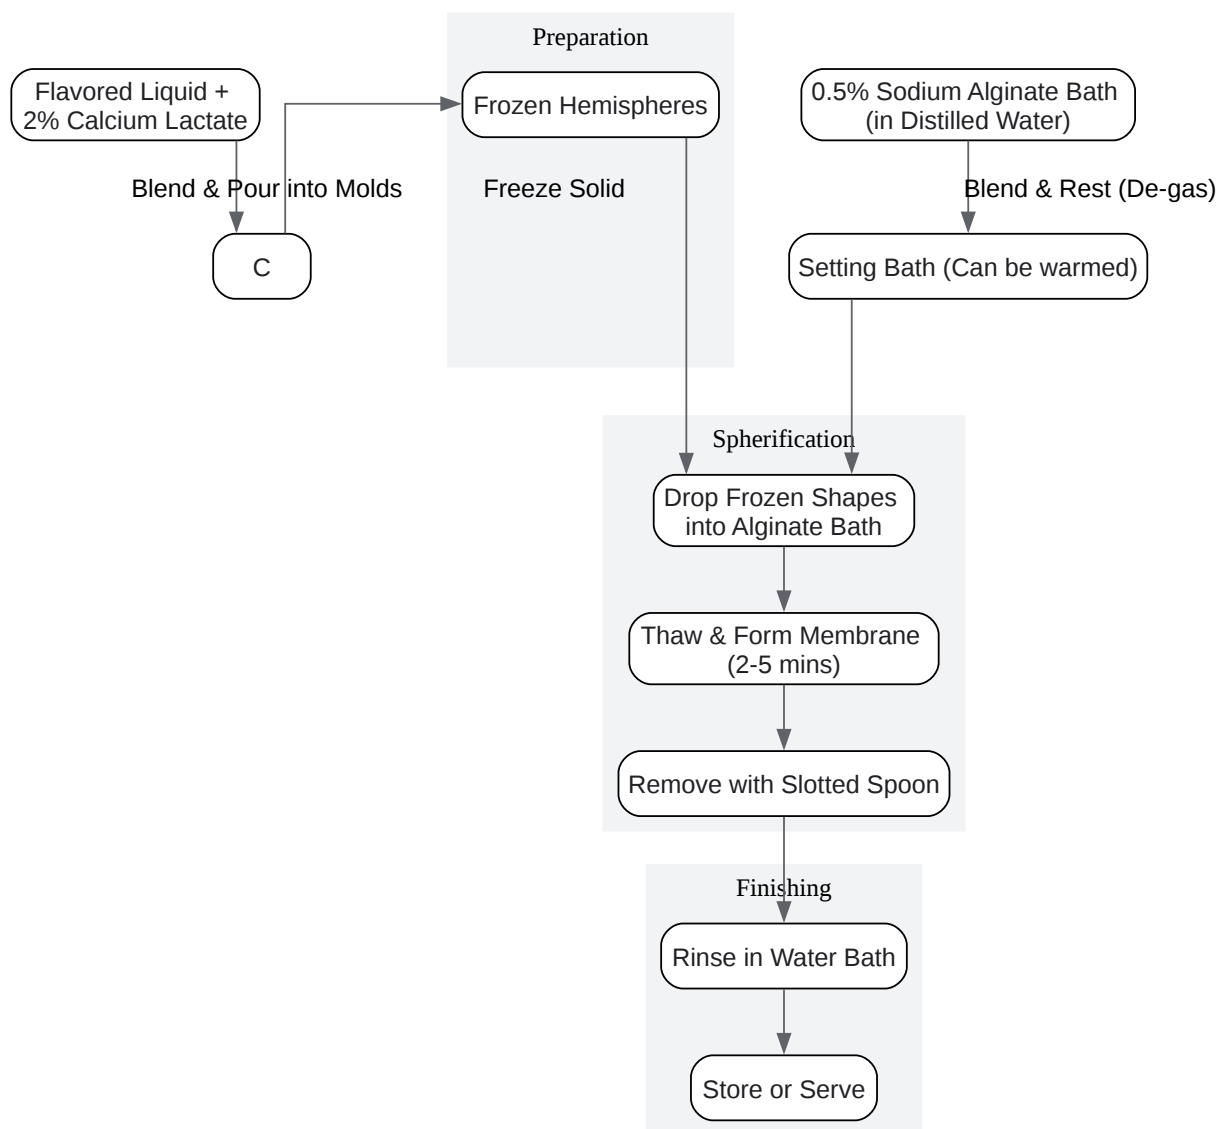 Preparation
Flavored Liquid +
2% Calcium Lactate
Frozen Hemispheres
0.5% Sodium Alginate Bath
(in Distilled Water)
Blend & Pour into Molds
Freeze Solid
Blend & Rest (De-gas)
C
Setting Bath (Can be warmed)
Spherification
Drop Frozen Shapes
into Alginate Bath
Thaw & Form Membrane
(2-5 mins)
Remove with Slotted Spoon
Finishing
Rinse in Water Bath
Store or Serve